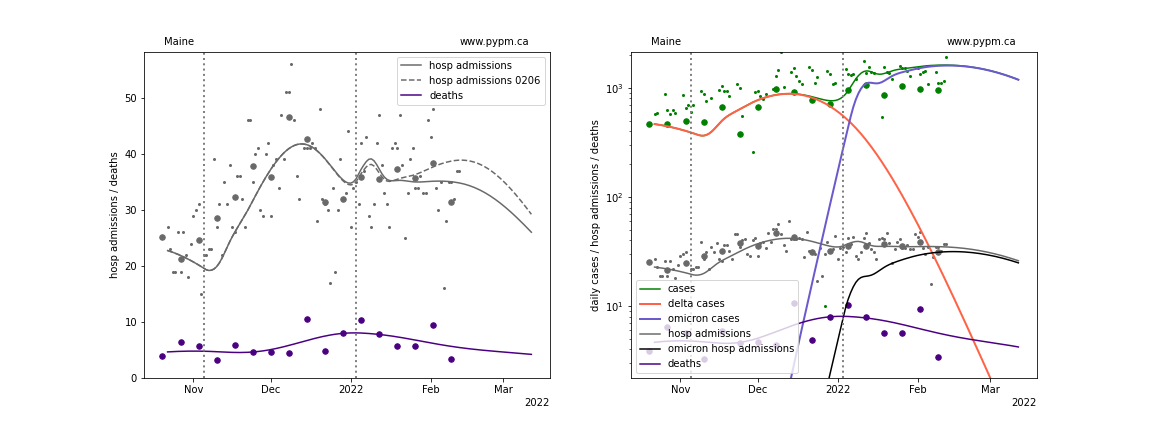 Maine www.pypm.ca
hosp admissions
hosp admissions 0206
deaths
hosp admissions / deaths
50
40
30
20
10
0
Nov Dec 2022 Feb Mar
2022
Maine www.pypm.ca
daily cases / hosp admissions / deaths
10³
10²
10¹
cases
delta cases
omicron cases
hosp admissions
omicron hosp admissions
deaths
Nov Dec 2022 Feb Mar
2022